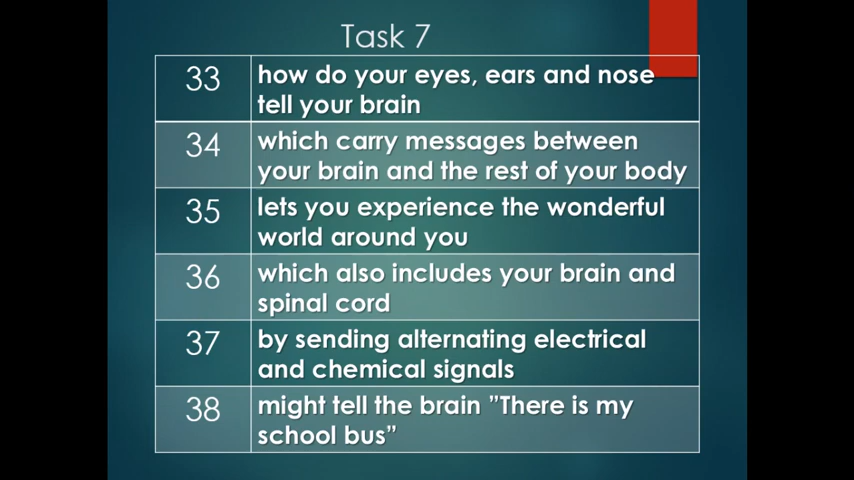 Task 7
33 how do your eyes, ears and nose
tell your brain
34 which carry messages between
your brain and the rest of your body
35 lets you experience the wonderful
world around you
36 which also includes your brain and
spinal cord
37 by sending alternating electrical
and chemical signals
38 might tell the brain ”There is my
school bus”